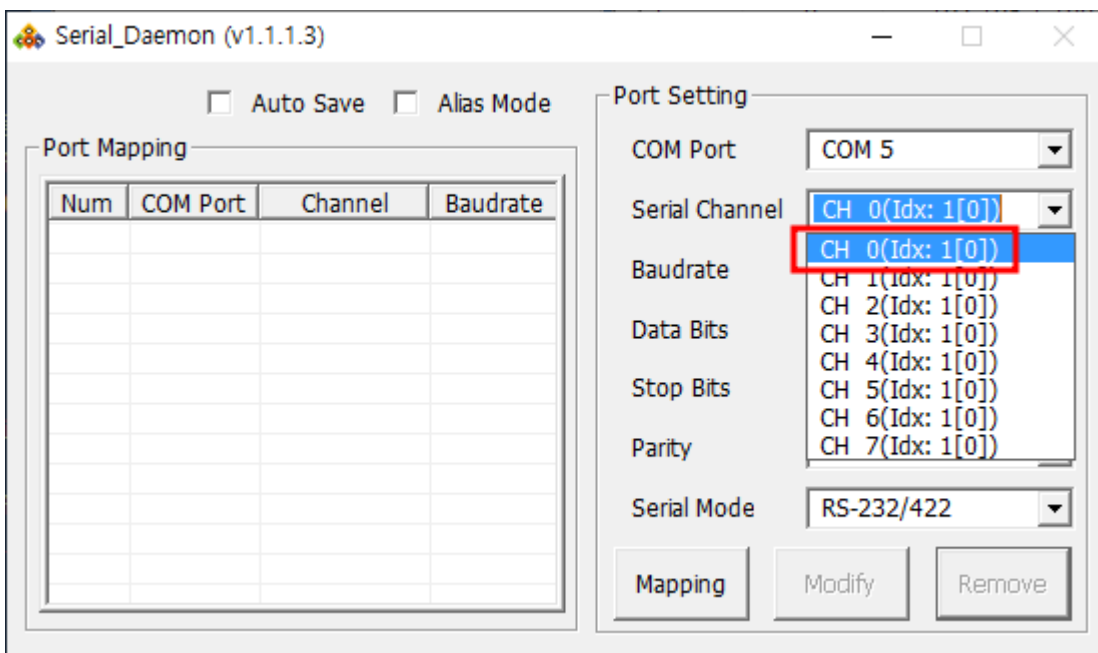 Serial_Daemon (v1.1.1.3)
Auto Save Alias Mode
Port Mapping
Num COM Port Channel Baudrate
Port Setting
COM Port COM 5
Serial Channel CH 0(Idx: 1[0])
CH 0(Idx: 1[0])
CH 1(Idx: 1[0])
CH 2(Idx: 1[0])
CH 3(Idx: 1[0])
CH 4(Idx: 1[0])
CH 5(Idx: 1[0])
CH 6(Idx: 1[0])
CH 7(Idx: 1[0])
Baudrate
Data Bits
Stop Bits
Parity
Serial Mode RS-232/422
Mapping Modify Remove